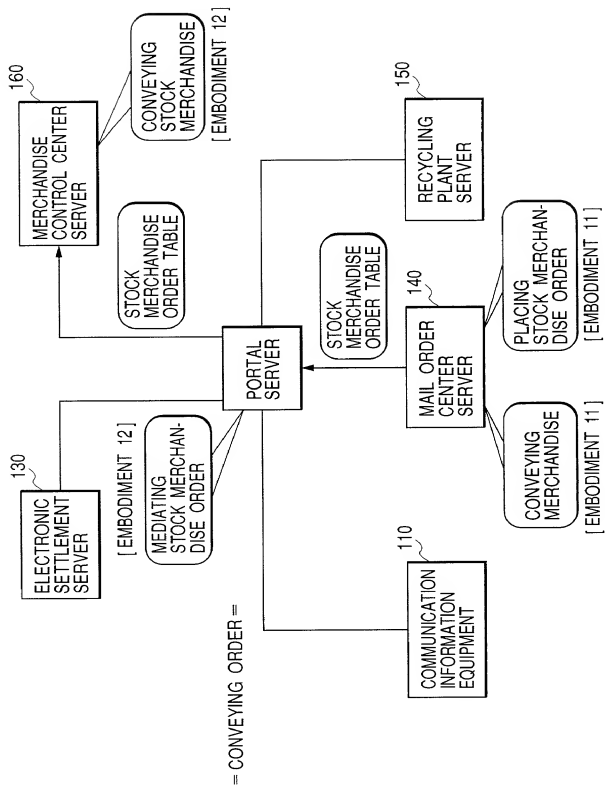 = CONVEYING ORDER =
130
ELECTRONIC
SETTLEMENT
SERVER
160
MERCHANDISE
CONTROL CENTER
SERVER
CONVEYING
STOCK
MERCHANDISE
[ EMBODIMENT 12 ]
[ EMBODIMENT 12 ]
MEDIATING
STOCK MERCHAN-
DISE ORDER
STOCK
MERCHANDISE
ORDER TABLE
PORTAL
SERVER
STOCK
MERCHANDISE
ORDER TABLE
110
COMMUNICATION
INFORMATION
EQUIPMENT
140
MAIL ORDER
CENTER
SERVER
150
RECYCLING
PLANT
SERVER
CONVEYING
MERCHANDISE
[ EMBODIMENT 11 ]
PLACING
STOCK MERCHAN-
DISE ORDER
[ EMBODIMENT 11 ]